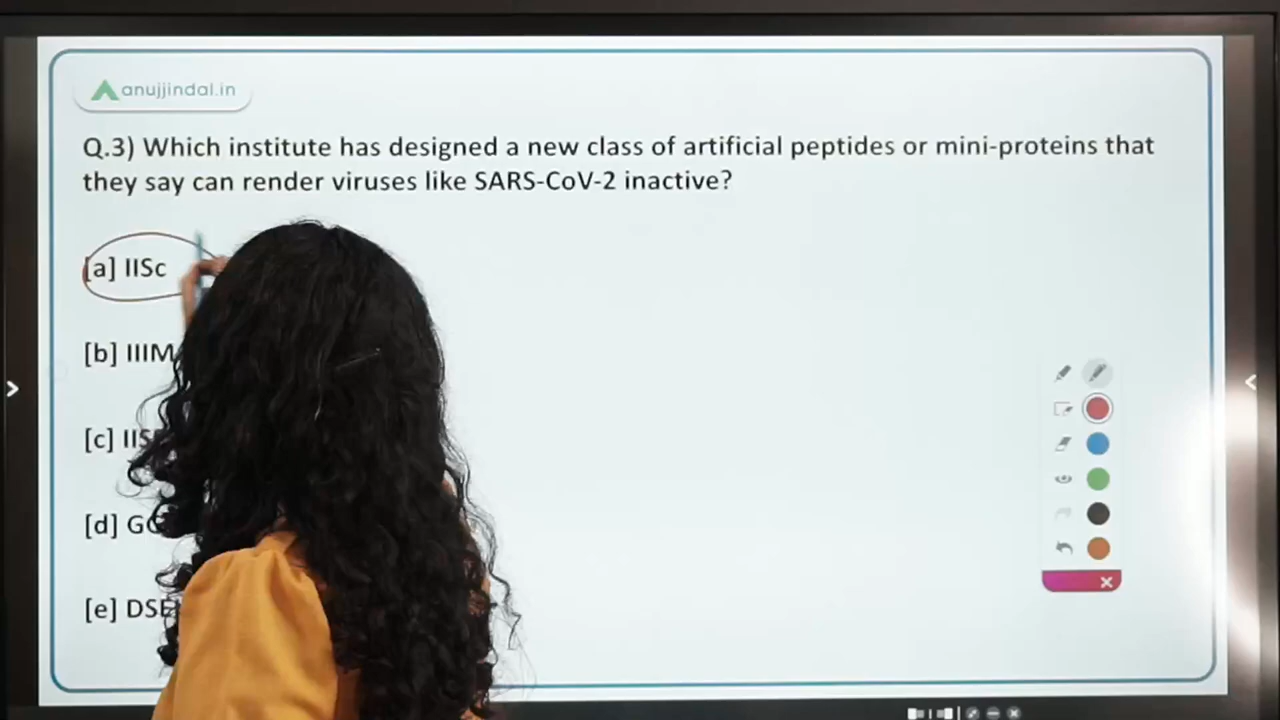 anujjindal.in
Q.3) Which institute has designed a new class of artificial peptides or mini-proteins that
they say can render viruses like SARS-CoV-2 inactive?
[a] IISc
[b] IIIM
[c]
[d]
[e]